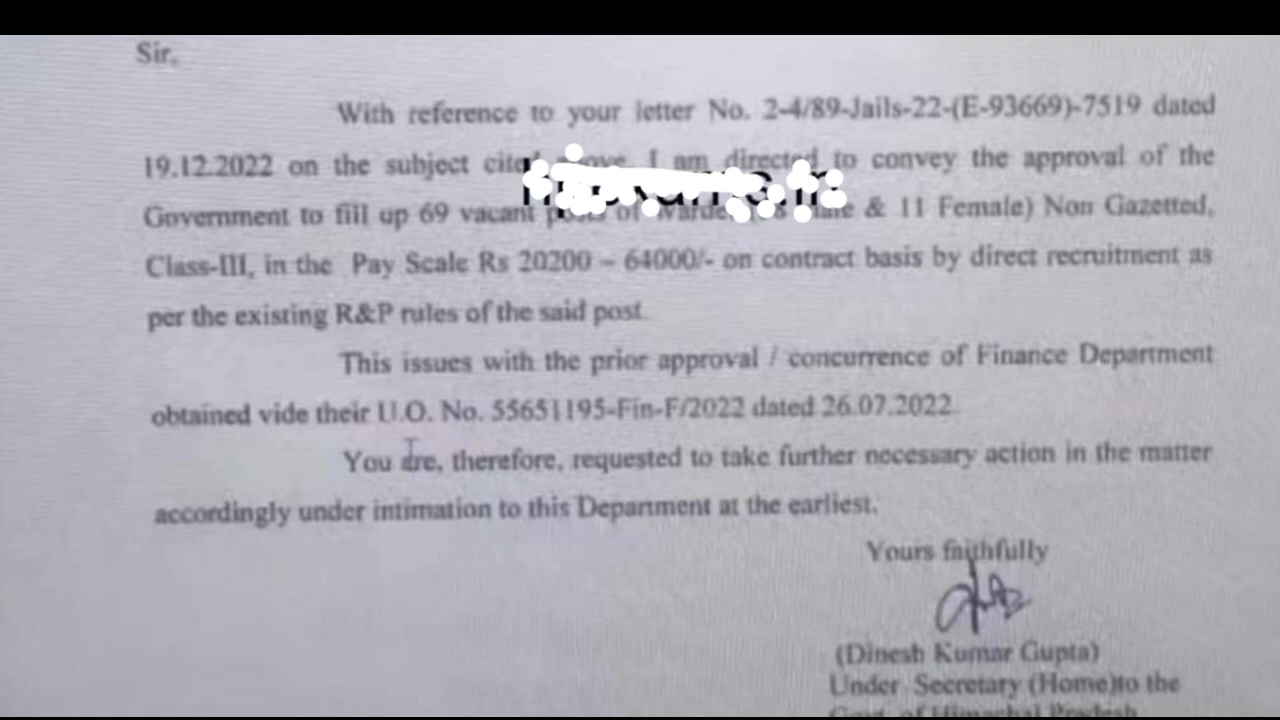 Sir,
With reference to your letter No. 2-4/89-Jails-22-(E-93669)-7519 dated
19.12.2022 on the subject I am directed to convey the approval of the
Government to fill up 69 vacant of & 11 Female) Non Gazetted,
Class-III, in the Pay Scale Rs 20200 – 64000/- on contract basis by direct recruitment as
per the existing R&P rules of the said post.
This issues with the prior approval / concurrence of Finance Department
obtained vide their U.O. No. 55651195-Fin-F/2022 dated 26.07.2022.
You are, therefore, requested to take further necessary action in the matter
accordingly under intimation to this Department at the earliest.
Yours faithfully
(Dinesh Kumar Gupta)
Under Secretary (Home)to the
Govt. of Himachal Pradesh